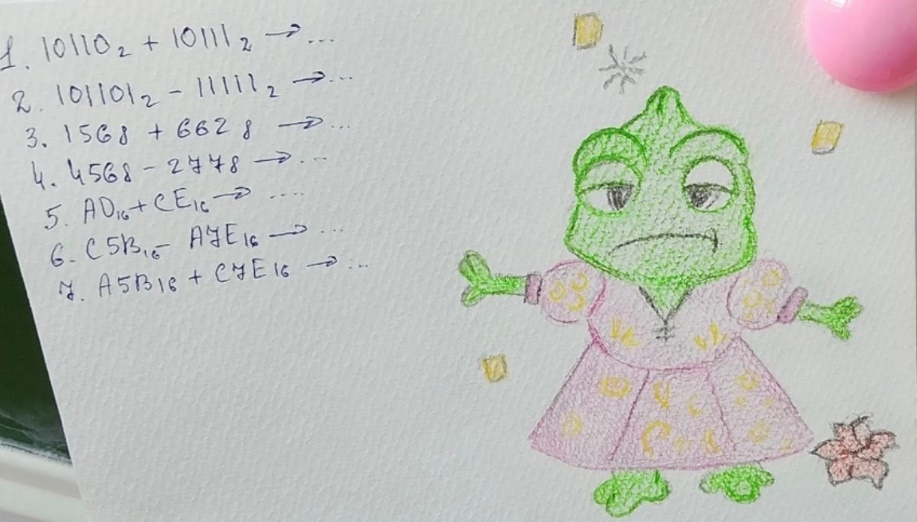 1. 10110₂ + 10111₂ → ...
2. 101101₂ - 11111₂ → ...
3. 156₈ + 662₈ → ...
4. 456₈ - 277₈ → ...
5. AD₁₆ + CE₁₆ → ....
6. C5B₁₆ - A7E₁₆ → ...
7. A5B₁₆ + C7E₁₆ → ...